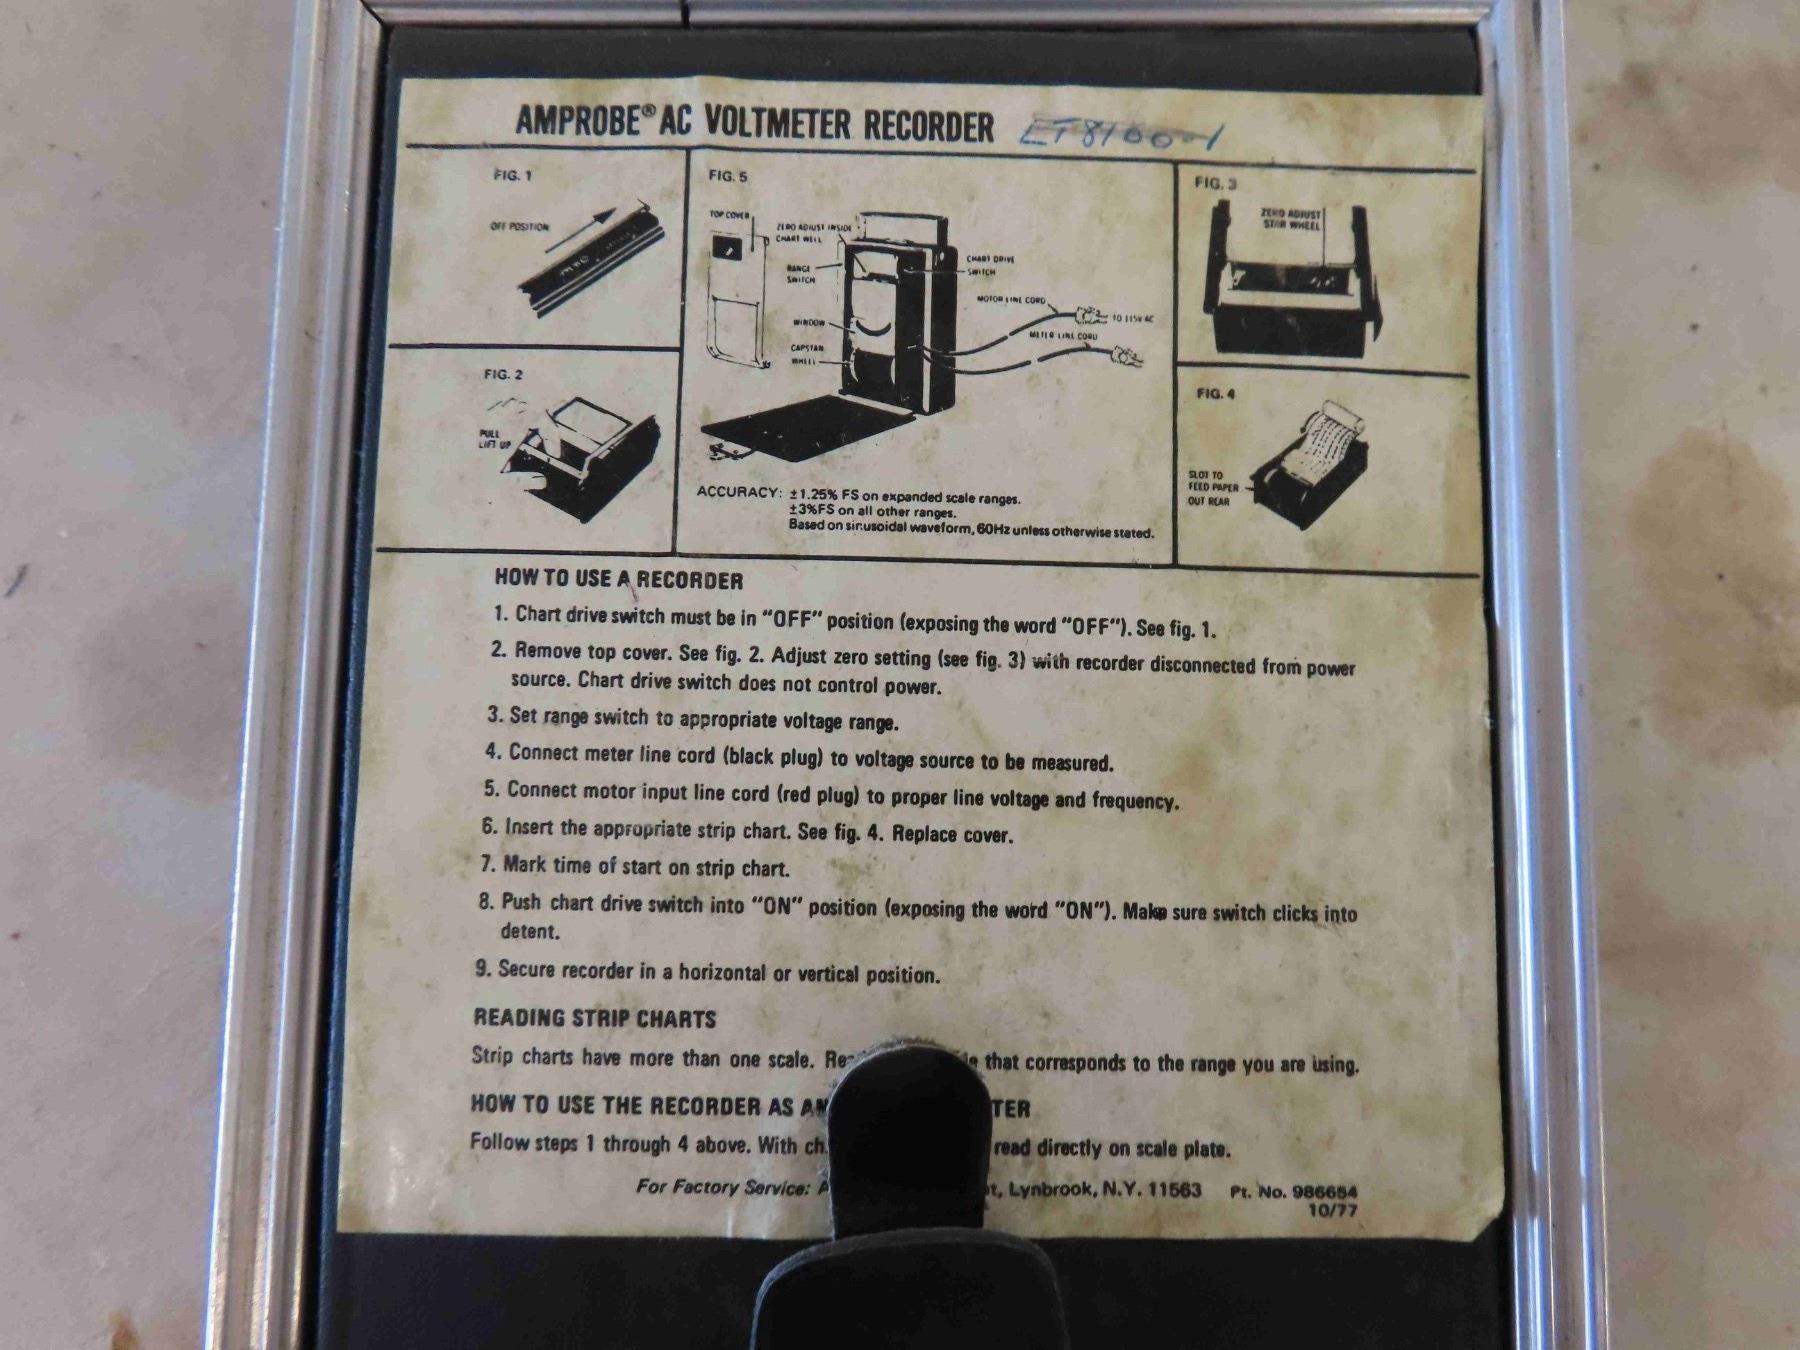 AMPROBE® AC VOLTMETER RECORDER LT8100-1
FIG. 1
OFF POSITION
FIG. 2
PULL
LIFT UP
FIG. 5
TOP COVER
ZERO ADJUST INSIDE
CHART WELL
RANGE
SWITCH
WINDOW
CAPSTAN
WHEEL
CHART DRIVE
SWITCH
MOTOR LINE CORD
TO 115V AC
METER LINE CORD
ACCURACY: ±1.25% FS on expanded scale ranges.
±3%FS on all other ranges.
Based on sinusoidal waveform, 60Hz unless otherwise stated.
FIG. 3
ZERO ADJUST
STAR WHEEL
FIG. 4
SLOT TO
FEED PAPER
OUT REAR
HOW TO USE A RECORDER
1. Chart drive switch must be in "OFF" position (exposing the word "OFF"). See fig. 1.
2. Remove top cover. See fig. 2. Adjust zero setting (see fig. 3) with recorder disconnected from power
source. Chart drive switch does not control power.
3. Set range switch to appropriate voltage range.
4. Connect meter line cord (black plug) to voltage source to be measured.
5. Connect motor input line cord (red plug) to proper line voltage and frequency.
6. Insert the appropriate strip chart. See fig. 4. Replace cover.
7. Mark time of start on strip chart.
8. Push chart drive switch into "ON" position (exposing the word "ON"). Make sure switch clicks into
detent.
9. Secure recorder in a horizontal or vertical position.
READING STRIP CHARTS
Strip charts have more than one scale. that corresponds to the range you are using.
HOW TO USE THE RECORDER AS
Follow steps 1 through 4 above. With read directly on scale plate.
For Factory Service: Lynbrook, N.Y. 11563 Pt. No. 986654
10/77